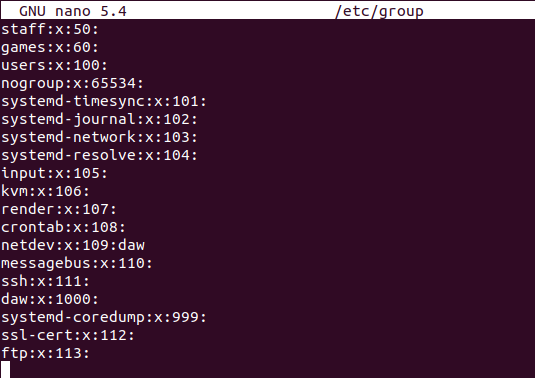 GNU nano 5.4 /etc/group
staff:x:50:
games:x:60:
users:x:100:
nogroup:x:65534:
systemd-timesync:x:101:
systemd-journal:x:102:
systemd-network:x:103:
systemd-resolve:x:104:
input:x:105:
kvm:x:106:
render:x:107:
crontab:x:108:
netdev:x:109:daw
messagebus:x:110:
ssh:x:111:
daw:x:1000:
systemd-coredump:x:999:
ssl-cert:x:112:
ftp:x:113: